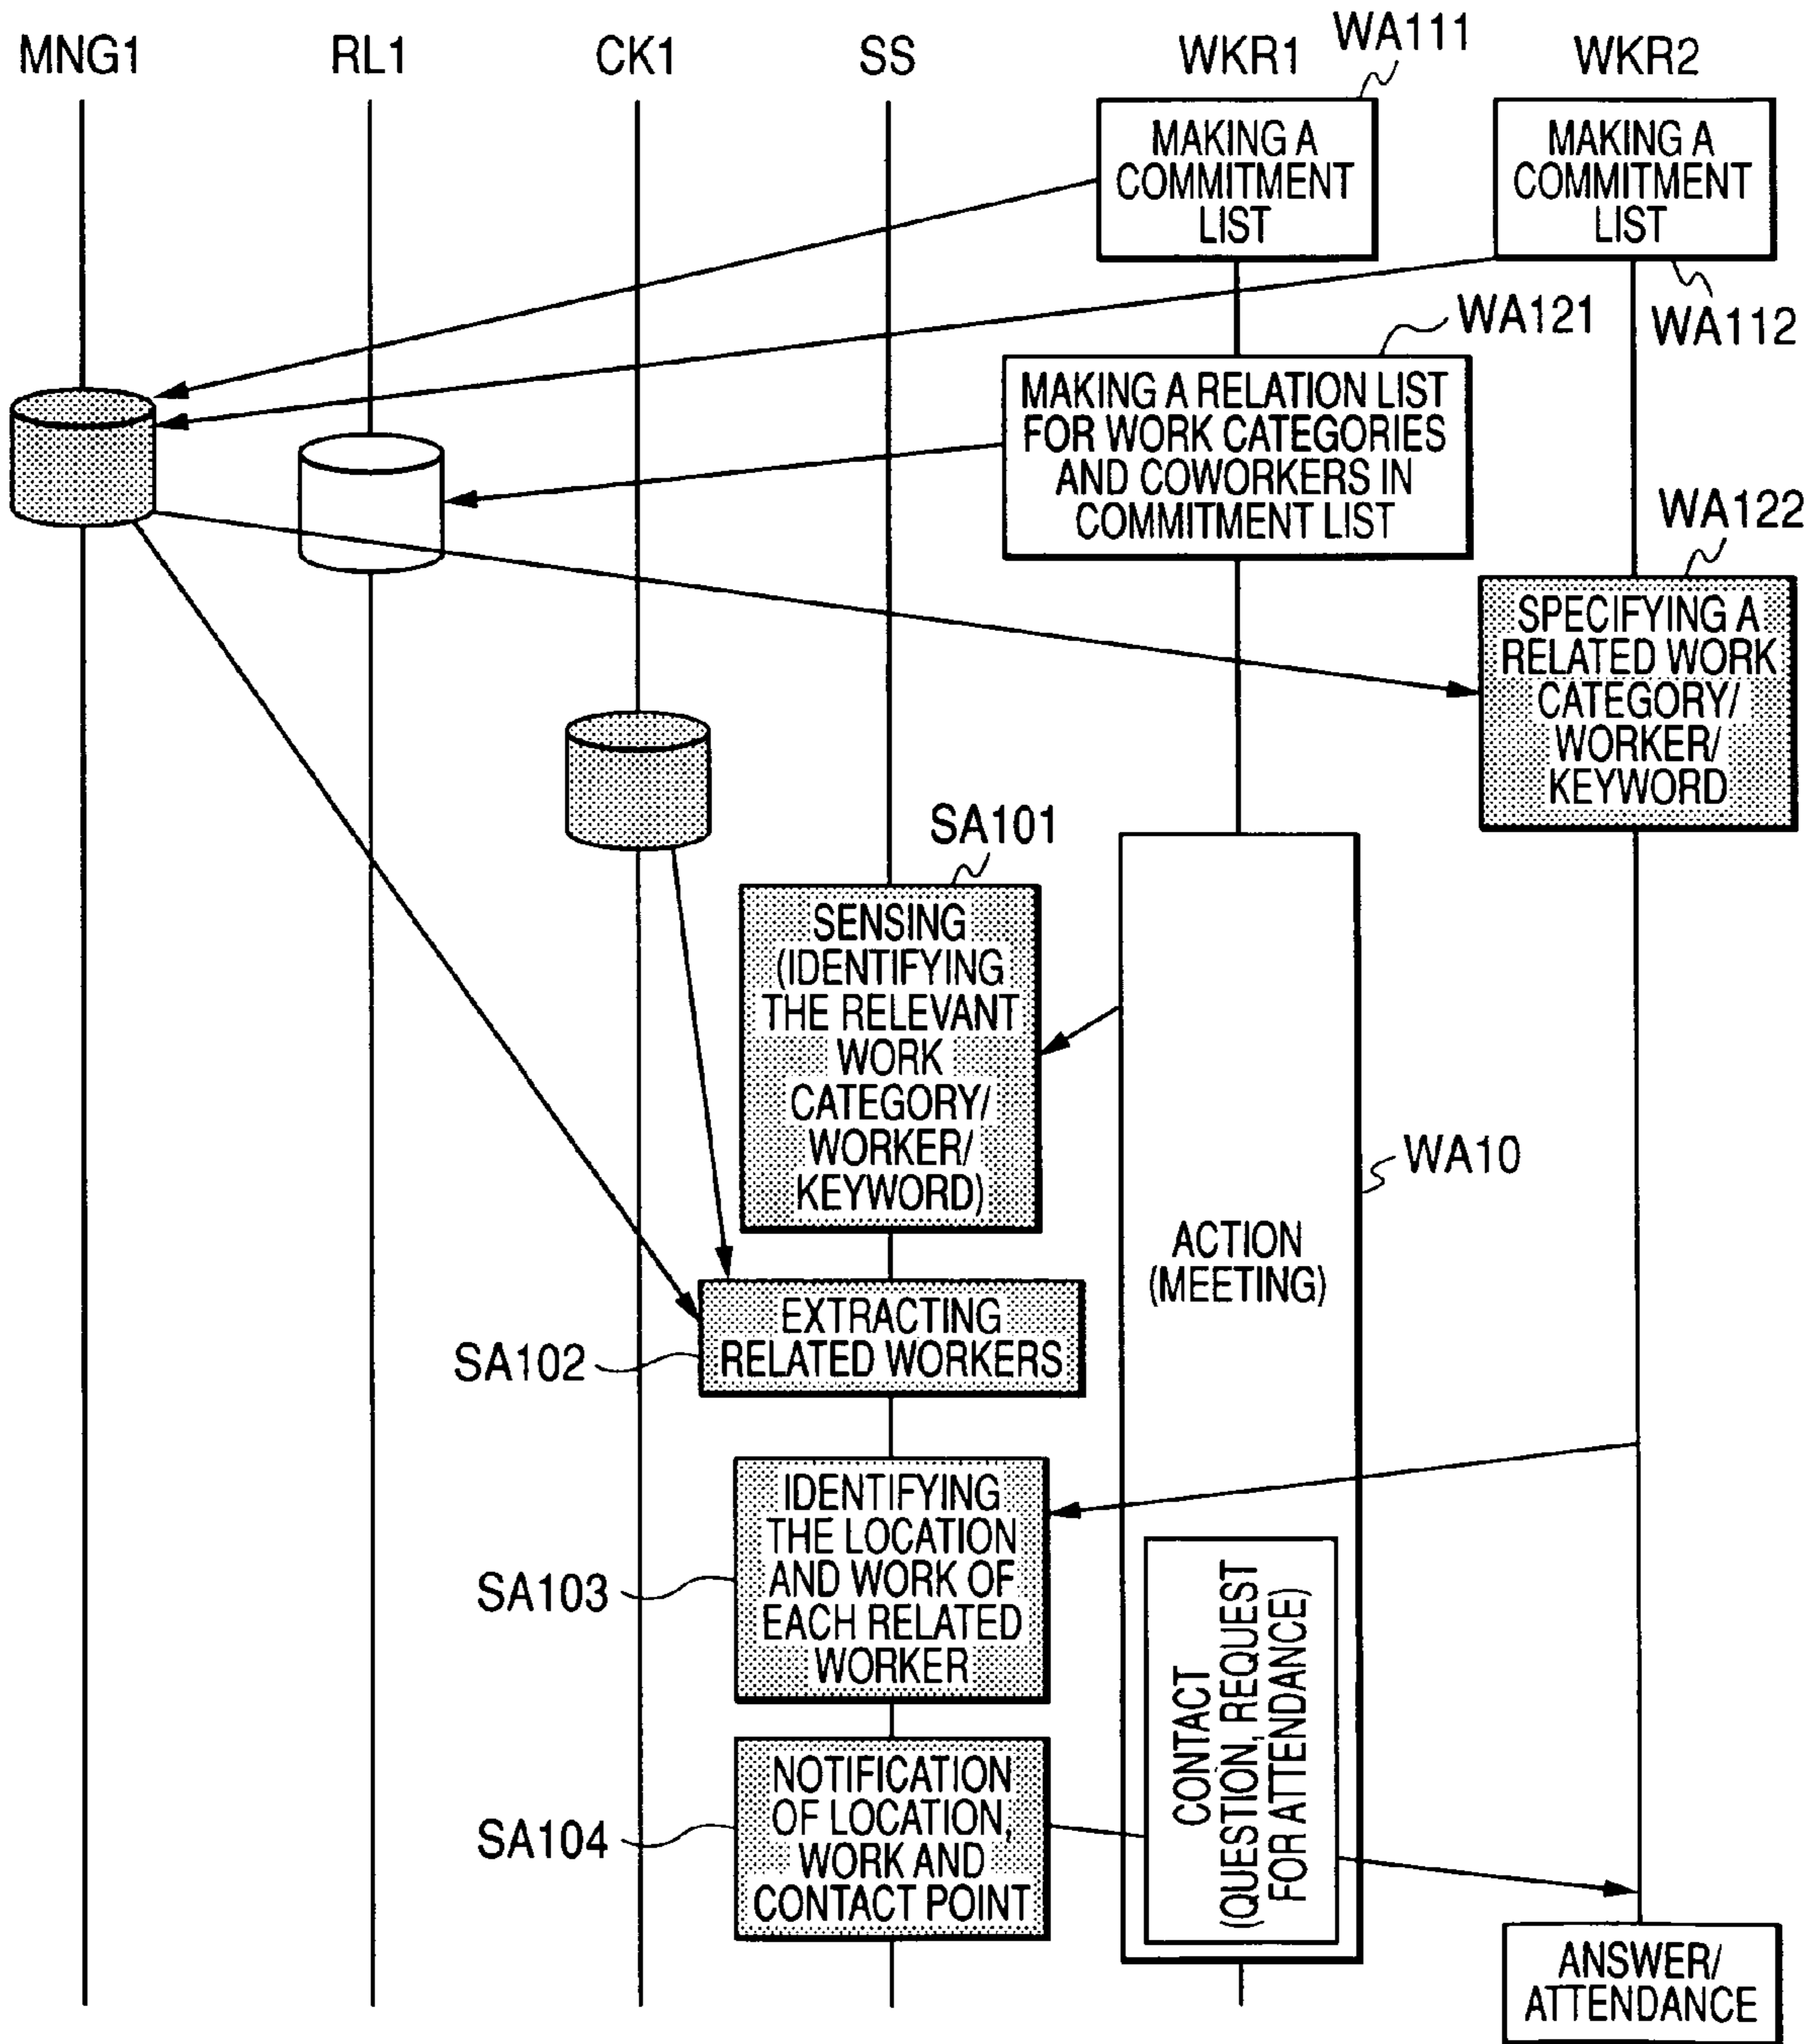 MNG1
RL1
CK1
SS
WKR1
WA111
WKR2
MAKING A
COMMITMENT
LIST
MAKING A
COMMITMENT
LIST
WA112
WA121
MAKING A RELATION LIST
FOR WORK CATEGORIES
AND COWORKERS IN
COMMITMENT LIST
WA122
SPECIFYING A
RELATED WORK
CATEGORY/
WORKER/
KEYWORD
SA101
SENSING
(IDENTIFYING
THE RELEVANT
WORK
CATEGORY/
WORKER/
KEYWORD)
WA10
ACTION
(MEETING)
EXTRACTING
RELATED WORKERS
SA102
IDENTIFYING
THE LOCATION
AND WORK OF
EACH RELATED
WORKER
SA103
CONTACT
(QUESTION, REQUEST
FOR ATTENDANCE)
NOTIFICATION
OF LOCATION,
WORK AND
CONTACT POINT
SA104
ANSWER/
ATTENDANCE